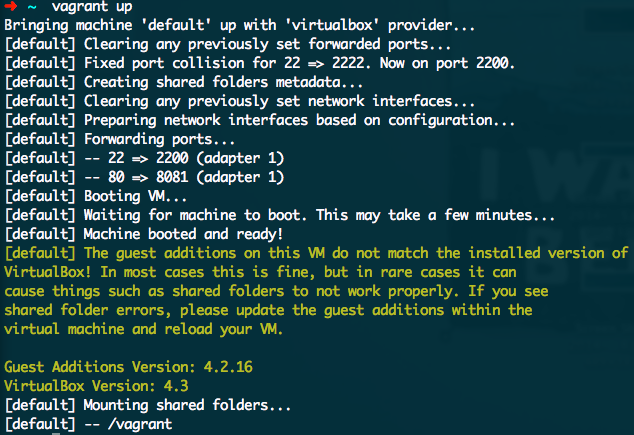 ➜ ~ vagrant up
Bringing machine 'default' up with 'virtualbox' provider...
[default] Clearing any previously set forwarded ports...
[default] Fixed port collision for 22 => 2222. Now on port 2200.
[default] Creating shared folders metadata...
[default] Clearing any previously set network interfaces...
[default] Preparing network interfaces based on configuration...
[default] Forwarding ports...
[default] -- 22 => 2200 (adapter 1)
[default] -- 80 => 8081 (adapter 1)
[default] Booting VM...
[default] Waiting for machine to boot. This may take a few minutes...
[default] Machine booted and ready!
[default] The guest additions on this VM do not match the installed version of
VirtualBox! In most cases this is fine, but in rare cases it can
cause things such as shared folders to not work properly. If you see
shared folder errors, please update the guest additions within the
virtual machine and reload your VM.
Guest Additions Version: 4.2.16
VirtualBox Version: 4.3
[default] Mounting shared folders...
[default] -- /vagrant